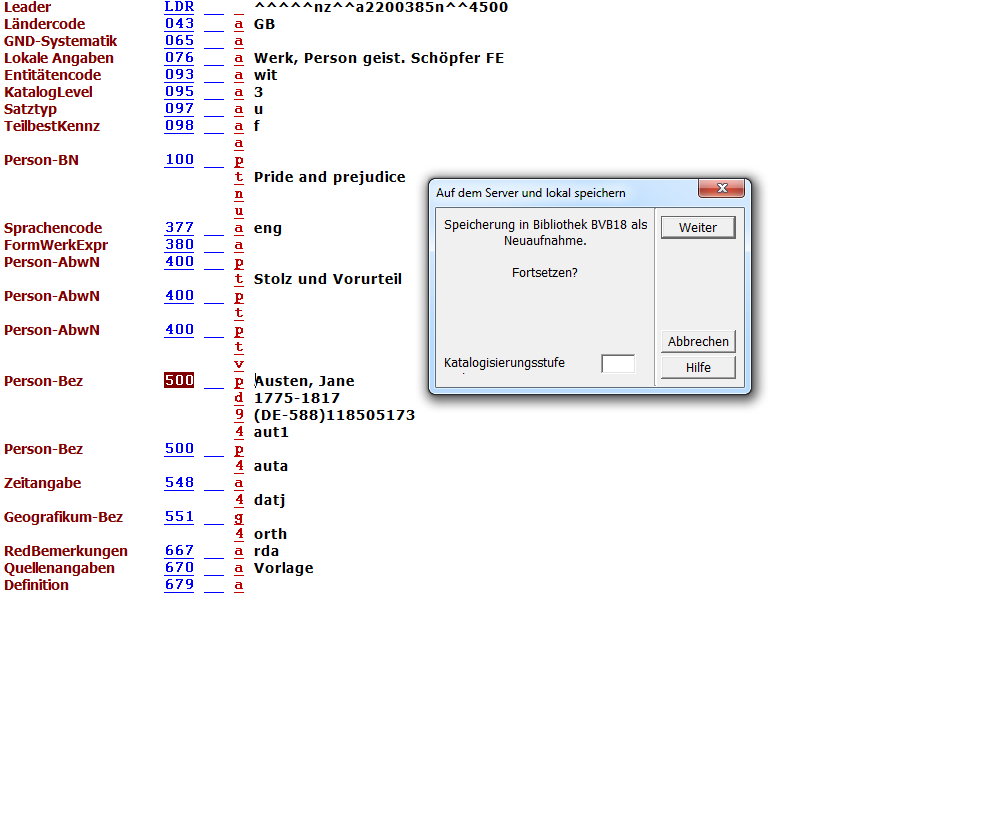 Leader LDR _ ^^^^^nz^^a2200385n^^4500
Ländercode 043 a GB
GND-Systematik 065 a
Lokale Angaben 076 a Werk, Person geist. Schöpfer FE
Entitätencode 093 a wit
KatalogLevel 095 a 3
Satztyp 097 a u
TeilbestKennz 098 a f
a
Person-BN 100 p
t Pride and prejudice
n
u
Sprachencode 377 a eng
FormWerkExpr 380 a
Person-AbwN 400 p
t Stolz und Vorurteil
Person-AbwN 400 p
t
Person-AbwN 400 p
t
v
Person-Bez 500 p Austen, Jane
d 1775-1817
9 (DE-588)118505173
4 aut1
Person-Bez 500 p
4 auta
Zeitangabe 548 a
4 datj
Geografikum-Bez 551 g
4 orth
RedBemerkungen 667 a rda
Quellenangaben 670 a Vorlage
Definition 679 a
Auf dem Server und lokal speichern
Speicherung in Bibliothek BVB18 als
Neuaufnahme.
Fortsetzen?
Katalogisierungsstufe
Weiter
Abbrechen
Hilfe